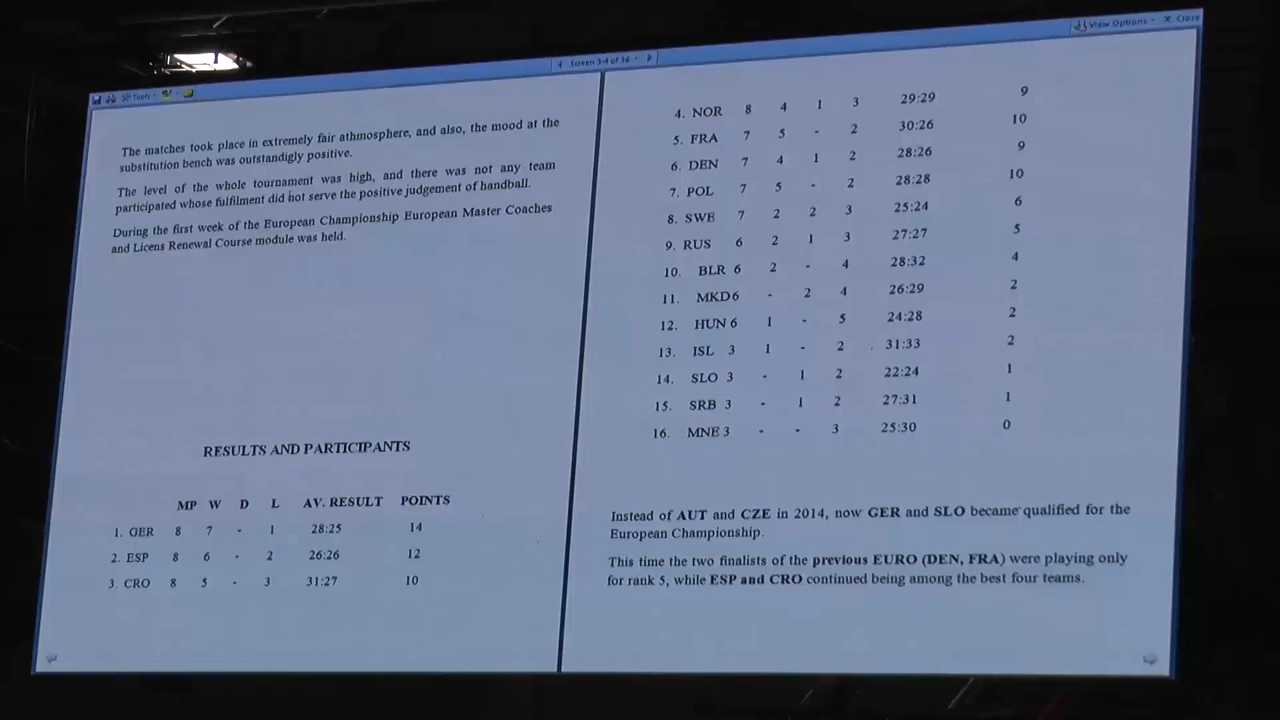 Tools
Screen 3-4 of 36
View Options
Close
The matches took place in extremely fair athmosphere, and also, the mood at the
substitution bench was outstandigly positive.
The level of the whole tournament was high, and there was not any team
participated whose fulfilment did not serve the positive judgement of handball.
During the first week of the European Championship European Master Coaches
and Licens Renewal Course module was held.
RESULTS AND PARTICIPANTS
MP W D L AV. RESULT POINTS
1. GER 8 7 - 1 28:25 14
2. ESP 8 6 - 2 26:26 12
3. CRO 8 5 - 3 31:27 10
4. NOR 8 4 1 3 29:29 9
5. FRA 7 5 - 2 30:26 10
6. DEN 7 4 1 2 28:26 9
7. POL 7 5 - 2 28:28 10
8. SWE 7 2 2 3 25:24 6
9. RUS 6 2 1 3 27:27 5
10. BLR 6 2 - 4 28:32 4
11. MKD6 - 2 4 26:29 2
12. HUN 6 1 - 5 24:28 2
13. ISL 3 1 - 2 31:33 2
14. SLO 3 - 1 2 22:24 1
15. SRB 3 - 1 2 27:31 1
16. MNE 3 - - 3 25:30 0
Instead of AUT and CZE in 2014, now GER and SLO became qualified for the
European Championship.
This time the two finalists of the previous EURO (DEN, FRA) were playing only
for rank 5, while ESP and CRO continued being among the best four teams.